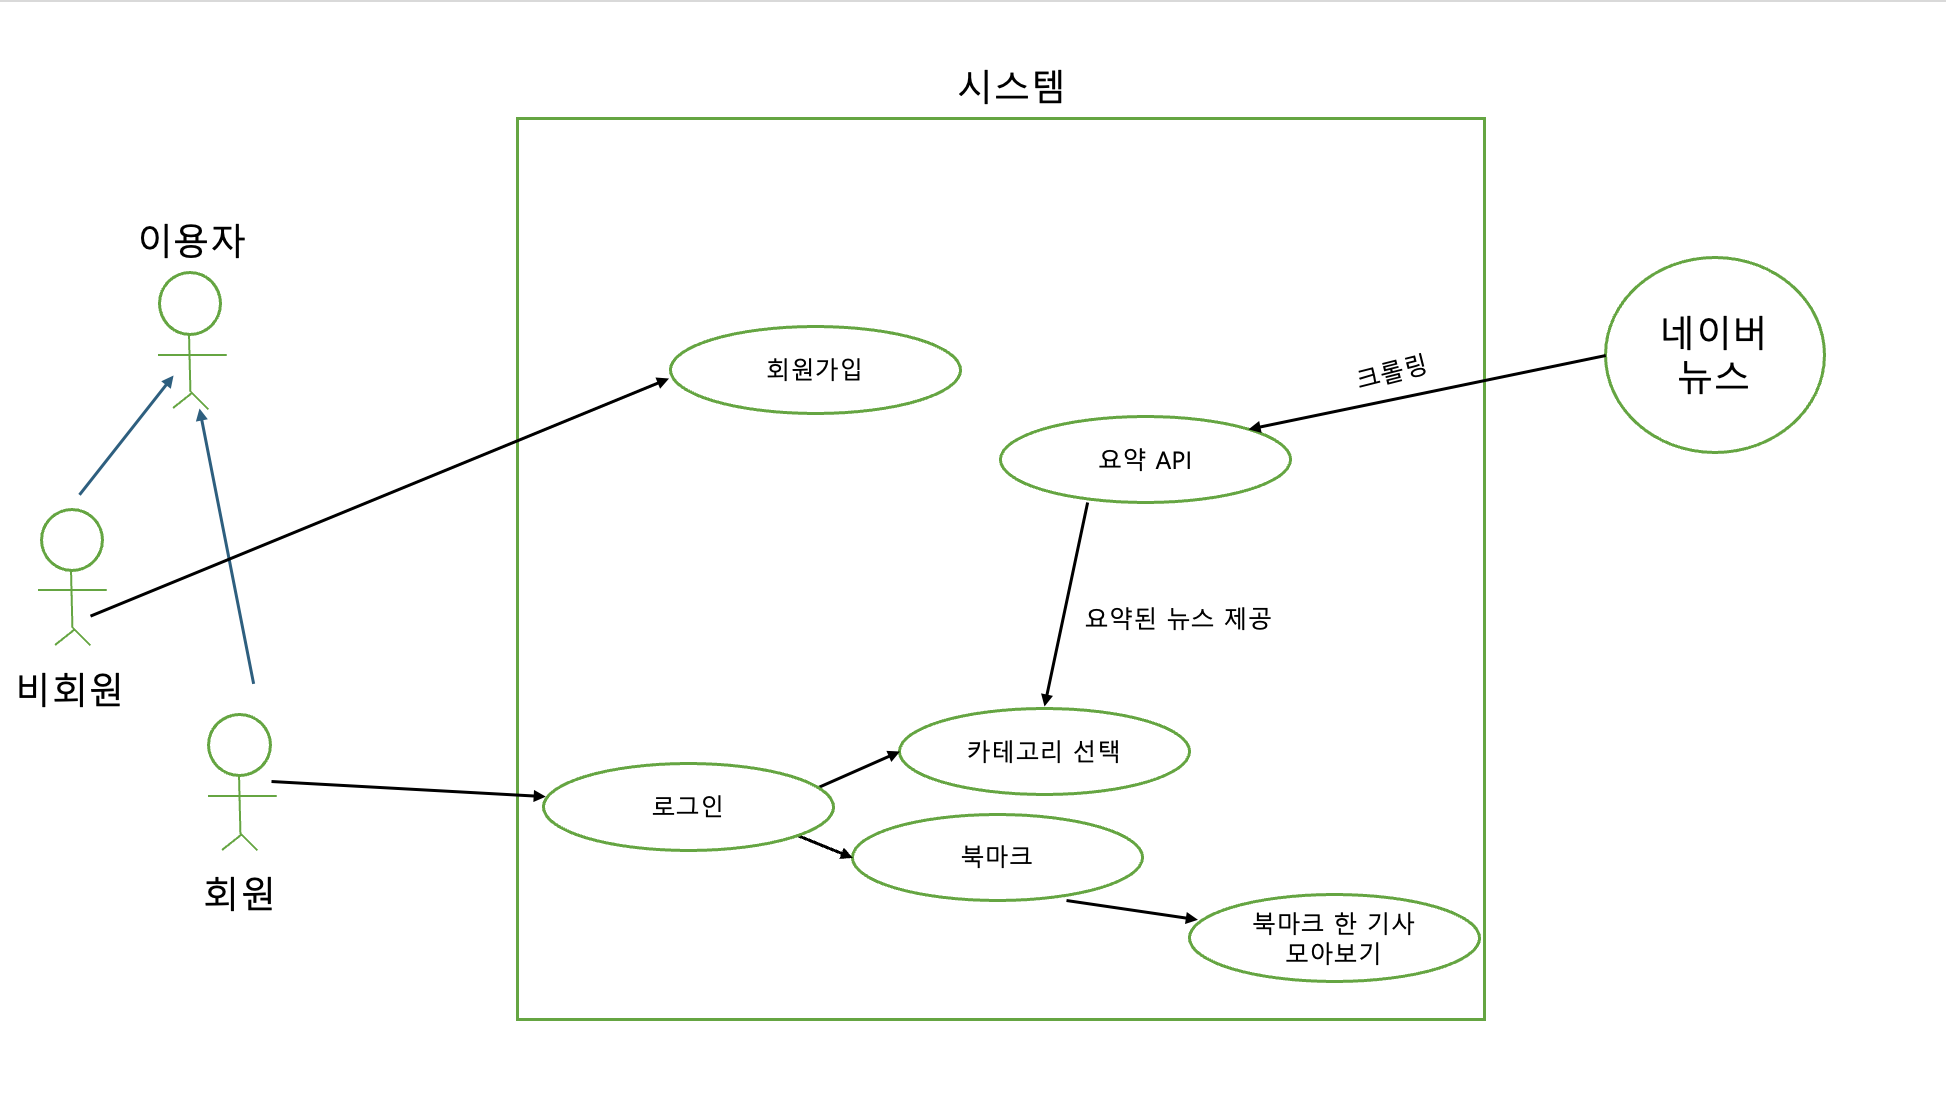 시스템
이용자
네이버
뉴스
크롤링
회원가입
요약 API
요약된 뉴스 제공
비회원
카테고리 선택
로그인
북마크
회원
북마크 한 기사
모아보기